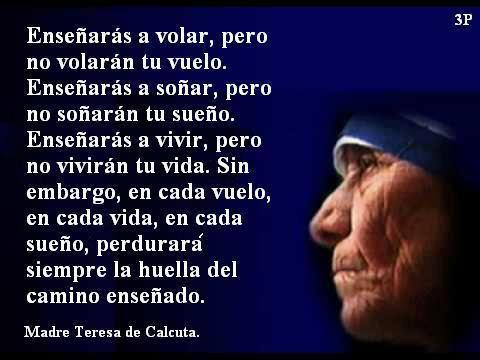 3P
Enseñarás a volar, pero
no volarán tu vuelo.
Enseñarás a soñar, pero
no soñarán tu sueño.
Enseñarás a vivir, pero
no vivirán tu vida. Sin
embargo, en cada vuelo,
en cada vida, en cada
sueño, perdurará
siempre la huella del
camino enseñado.
Madre Teresa de Calcuta.